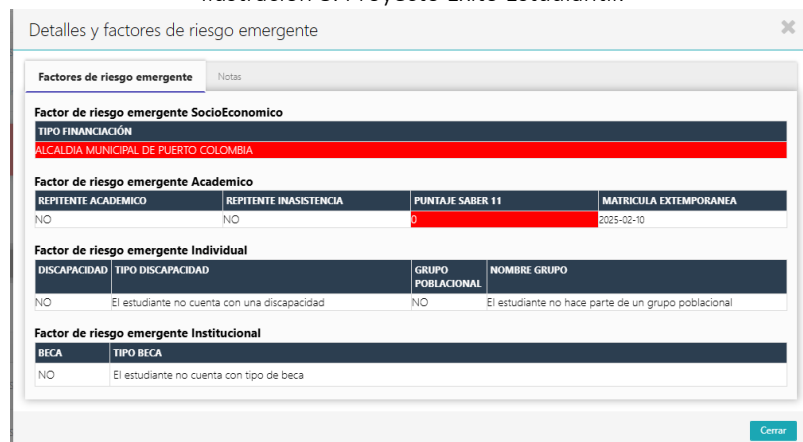 Detalles y factores de riesgo emergente
Factores de riesgo emergente Notas
Factor de riesgo emergente SocioEconomico
TIPO FINANCIACIÓN
ALCALDIA MUNICIPAL DE PUERTO COLOMBIA
Factor de riesgo emergente Academico
REPITENTE ACADEMICO REPITENTE INASISTENCIA PUNTAJE SABER 11 MATRICULA EXTEMPORANEA
NO NO 0 2025-02-10
Factor de riesgo emergente Individual
DISCAPACIDAD TIPO DISCAPACIDAD GRUPO POBLACIONAL NOMBRE GRUPO
NO El estudiante no cuenta con una discapacidad NO El estudiante no hace parte de un grupo poblacional
Factor de riesgo emergente Institucional
BECA TIPO BECA
NO El estudiante no cuenta con tipo de beca
Cerrar